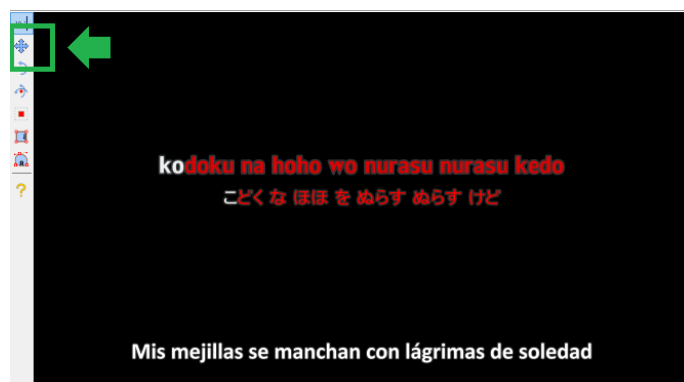 kodoku na hoho wo nurasu nurasu kedo
こどく な ほほ を ぬらす ぬらす けど
Mis mejillas se manchan con lágrimas de soledad